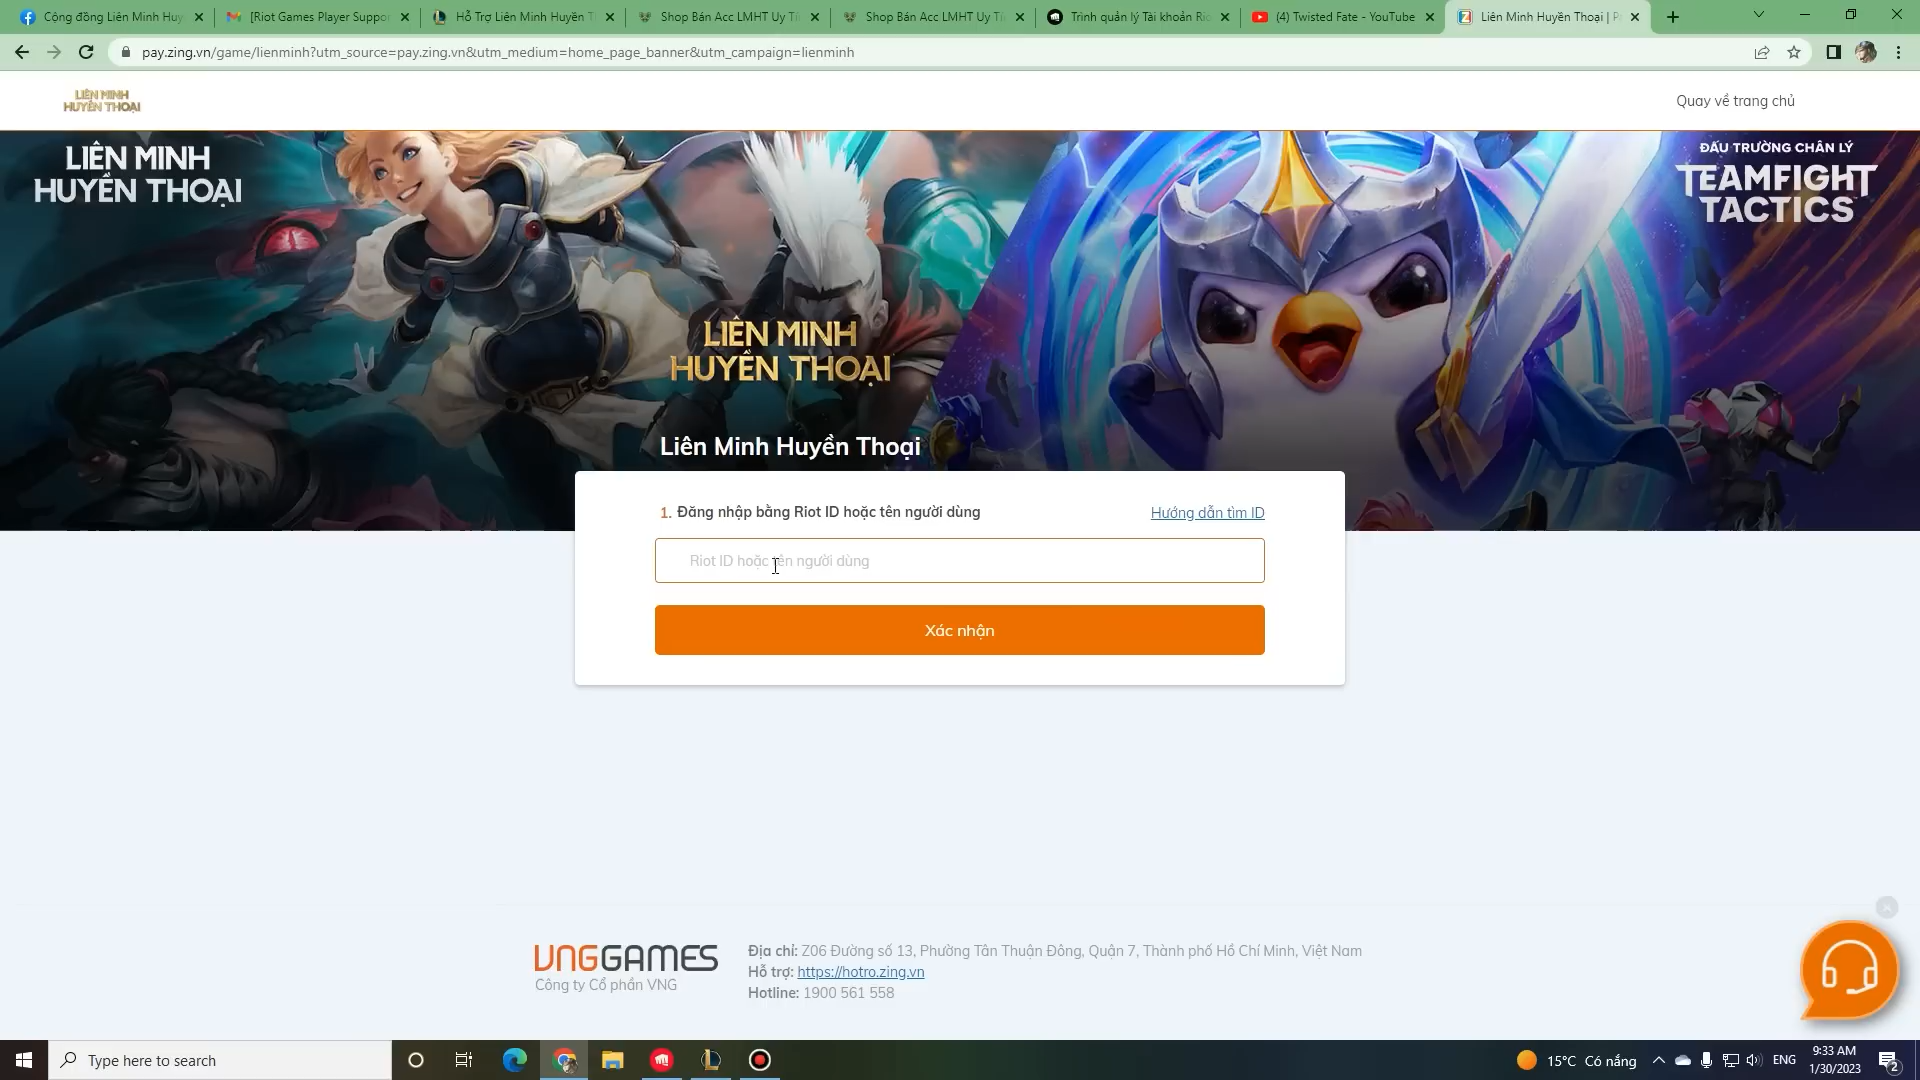 Cộng đồng Liên Minh Huy
[Riot Games Player Suppor
Hỗ Trợ Liên Minh Huyền T
Shop Bán Acc LMHT Uy Tí
Shop Bán Acc LMHT Uy Tí
Trình quản lý Tài khoản Rio
(4) Twisted Fate - YouTube
Liên Minh Huyền Thoại | P
pay.zing.vn/game/lienminh?utm_source=pay.zing.vn&utm_medium=home_page_banner&utm_campaign=lienminh
LIÊN MINH
HUYỀN THOẠI
Quay về trang chủ
LIÊN MINH
HUYỀN THOẠI
ĐẤU TRƯỜNG CHÂN LÝ
TEAMFIGHT
TACTICS
LIÊN MINH
HUYỀN THOẠI
Liên Minh Huyền Thoại
1. Đăng nhập bằng Riot ID hoặc tên người dùng
Hướng dẫn tìm ID
Riot ID hoặc tên người dùng
Xác nhận
VNGGAMES
Công ty Cổ phần VNG
Địa chỉ: Z06 Đường số 13, Phường Tân Thuận Đông, Quận 7, Thành phố Hồ Chí Minh, Việt Nam
Hỗ trợ: https://hotro.zing.vn
Hotline: 1900 561 558
Type here to search
15°C Có nắng
ENG
9:33 AM
1/30/2023
2